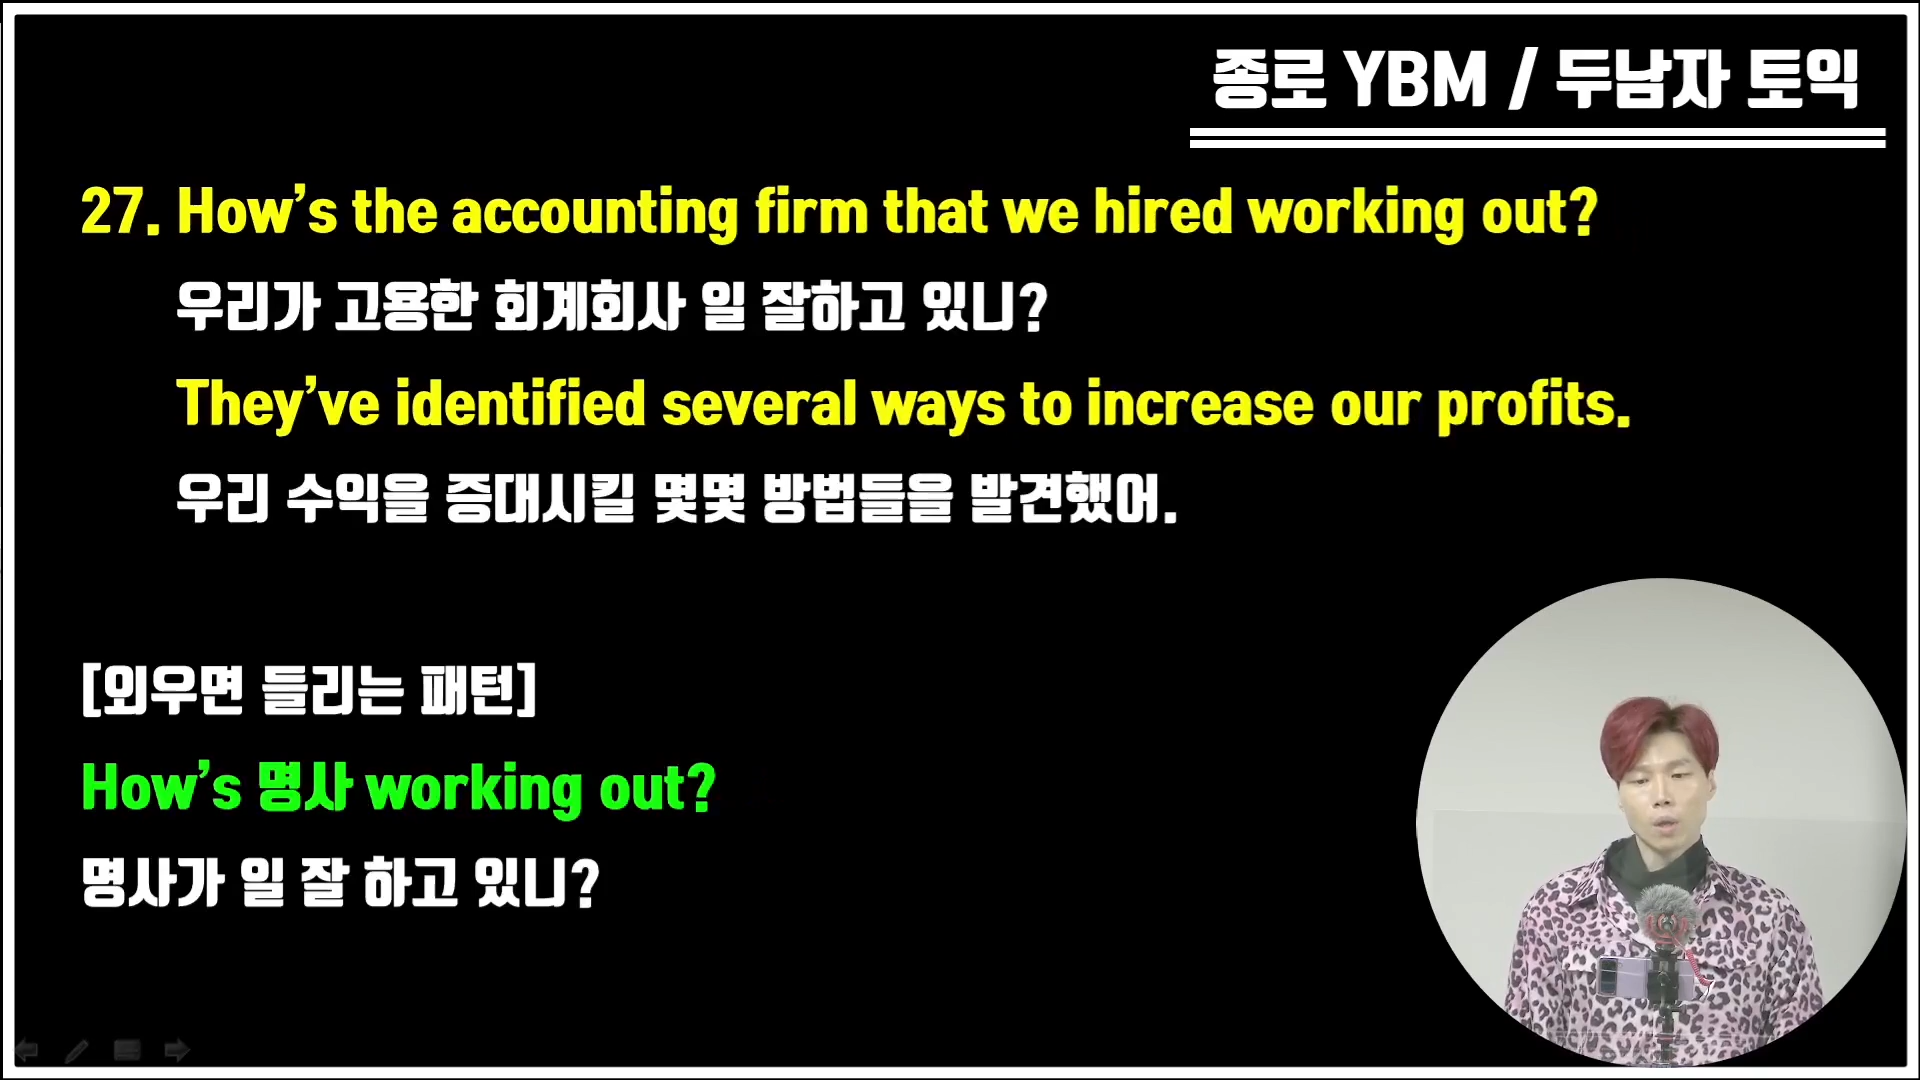 종로 YBM / 두남자 토익
27. How’s the accounting firm that we hired working out?
우리가 고용한 회계회사 일 잘하고 있니?
They’ve identified several ways to increase our profits.
우리 수익을 증대시킬 몇몇 방법들을 발견했어.
[외우면 들리는 패턴]
How’s 명사 working out?
명사가 일 잘 하고 있니?